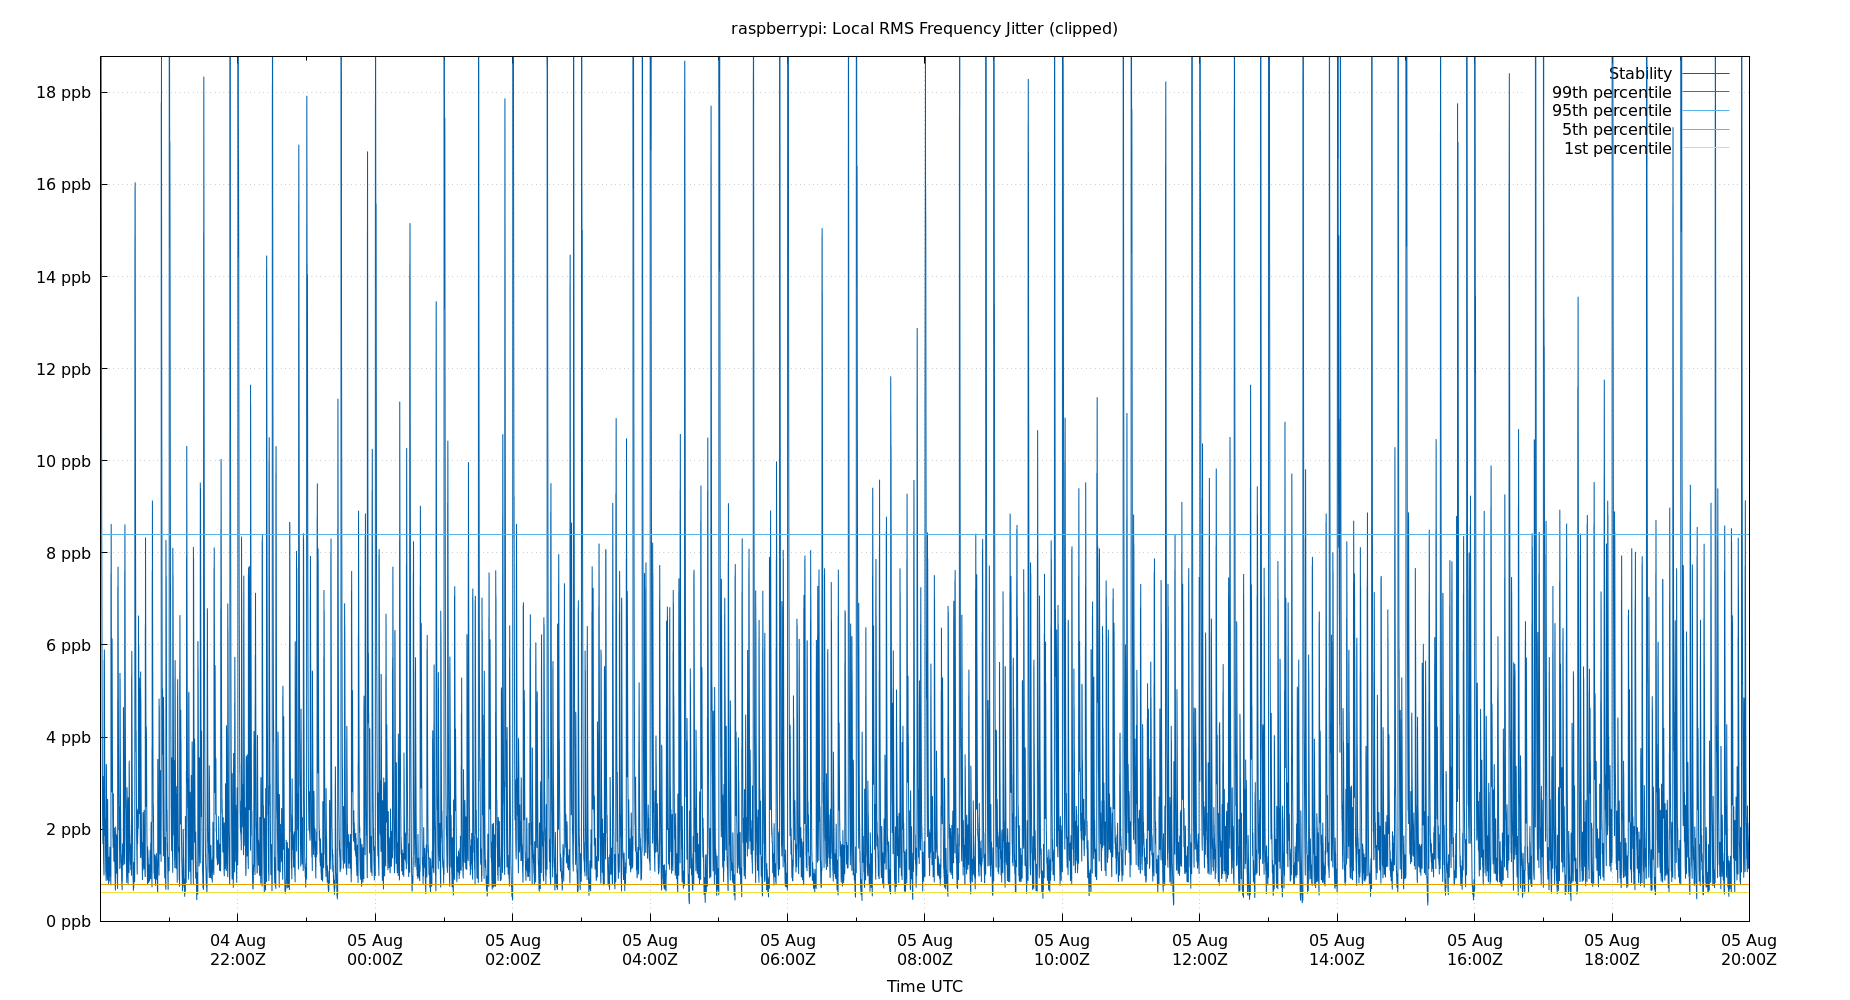 raspberrypi: Local RMS Frequency Jitter (clipped)
Stability
99th percentile
95th percentile
5th percentile
1st percentile
18 ppb
16 ppb
14 ppb
12 ppb
10 ppb
8 ppb
6 ppb
4 ppb
2 ppb
0 ppb
04 Aug 05 Aug 05 Aug 05 Aug 05 Aug 05 Aug 05 Aug 05 Aug 05 Aug 05 Aug 05 Aug 05 Aug
22:00Z 00:00Z 02:00Z 04:00Z 06:00Z 08:00Z 10:00Z 12:00Z 14:00Z 16:00Z 18:00Z 20:00Z
Time UTC